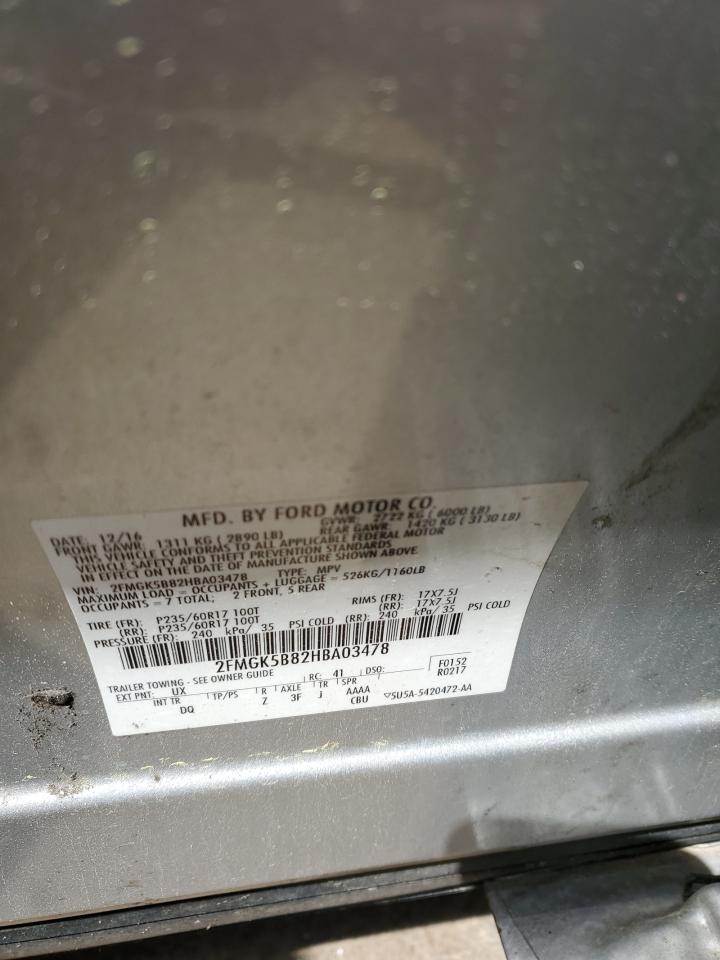 MFD. BY FORD MOTOR CO.
DATE: 12/16 GVWR: 2722 KG ( 6000 LB)
FRONT GAWR: 1311 KG ( 2890 LB) REAR GAWR: 1420 KG ( 3130 LB)
THIS VEHICLE CONFORMS TO ALL APPLICABLE FEDERAL MOTOR
VEHICLE SAFETY AND THEFT PREVENTION STANDARDS
IN EFFECT ON THE DATE OF MANUFACTURE SHOWN ABOVE.
VIN: 2FMGK5B82HBA03478 TYPE: MPV
MAXIMUM LOAD = OCCUPANTS + LUGGAGE = 526KG/1160LB
OCCUPANTS = 7 TOTAL; 2 FRONT, 5 REAR
TIRE (FR): P235/60R17 100T RIMS (FR): 17X7.5J
(RR): P235/60R17 100T (RR): 17X7.5J
PRESSURE (FR): 240 kPa/ 35 PSI COLD (RR): 240 kPa/ 35 PSI COLD
2FMGK5B82HBA03478
TRAILER TOWING - SEE OWNER GUIDE RC: 41 DSO: F0152
EXT PNT: UX R0217
INT TR TP/PS R AXLE TR SPR
DQ Z 3F J AAAA
CBU ▽5U5A-5420472-AA